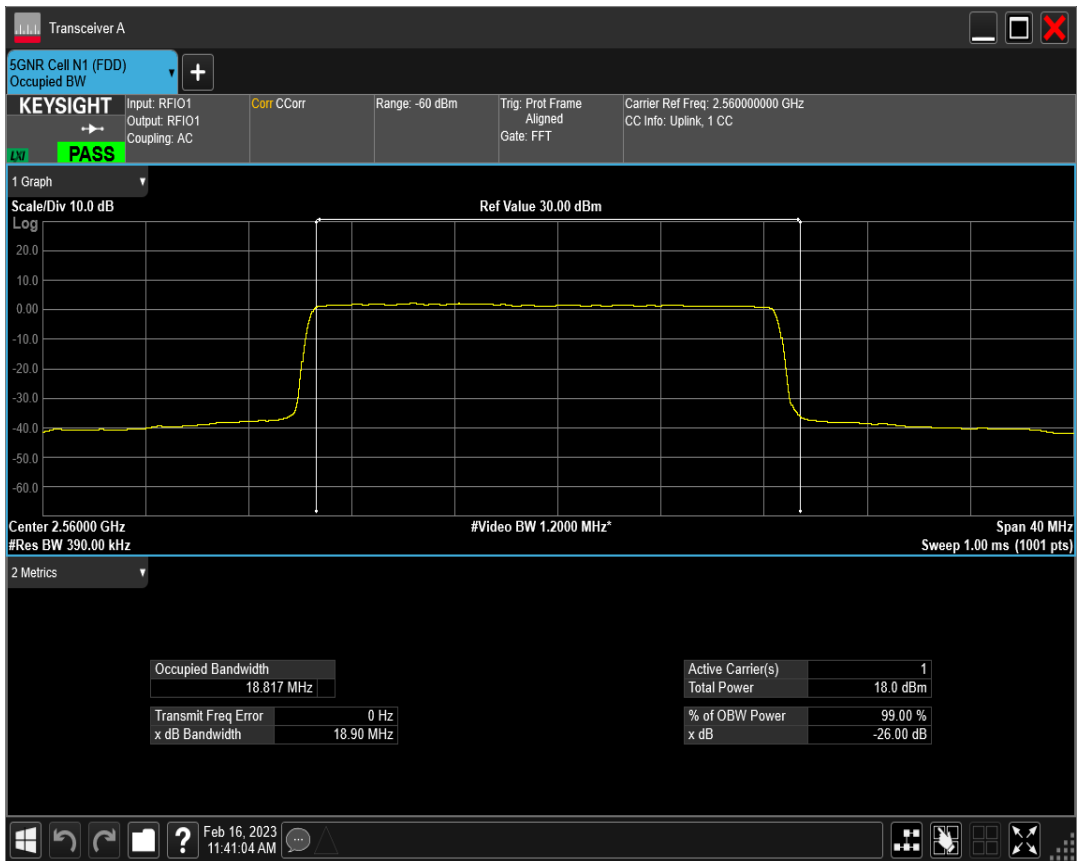 Transceiver A
5GNR Cell N1 (FDD)
Occupied BW
KEYSIGHT
LXI
PASS
Input: RFIO1
Output: RFIO1
Coupling: AC
Corr CCorr
Range: -60 dBm
Trig: Prot Frame
Aligned
Gate: FFT
Carrier Ref Freq: 2.560000000 GHz
CC Info: Uplink, 1 CC
1 Graph
Scale/Div 10.0 dB
Ref Value 30.00 dBm
Log
20.0
10.0
0.00
-10.0
-20.0
-30.0
-40.0
-50.0
-60.0
Center 2.56000 GHz
#Video BW 1.2000 MHz*
Span 40 MHz
#Res BW 390.00 kHz
Sweep 1.00 ms (1001 pts)
2 Metrics
Occupied Bandwidth
18.817 MHz
Transmit Freq Error 0 Hz
x dB Bandwidth 18.90 MHz
Active Carrier(s) 1
Total Power 18.0 dBm
% of OBW Power 99.00 %
x dB -26.00 dB
?
Feb 16, 2023
11:41:04 AM